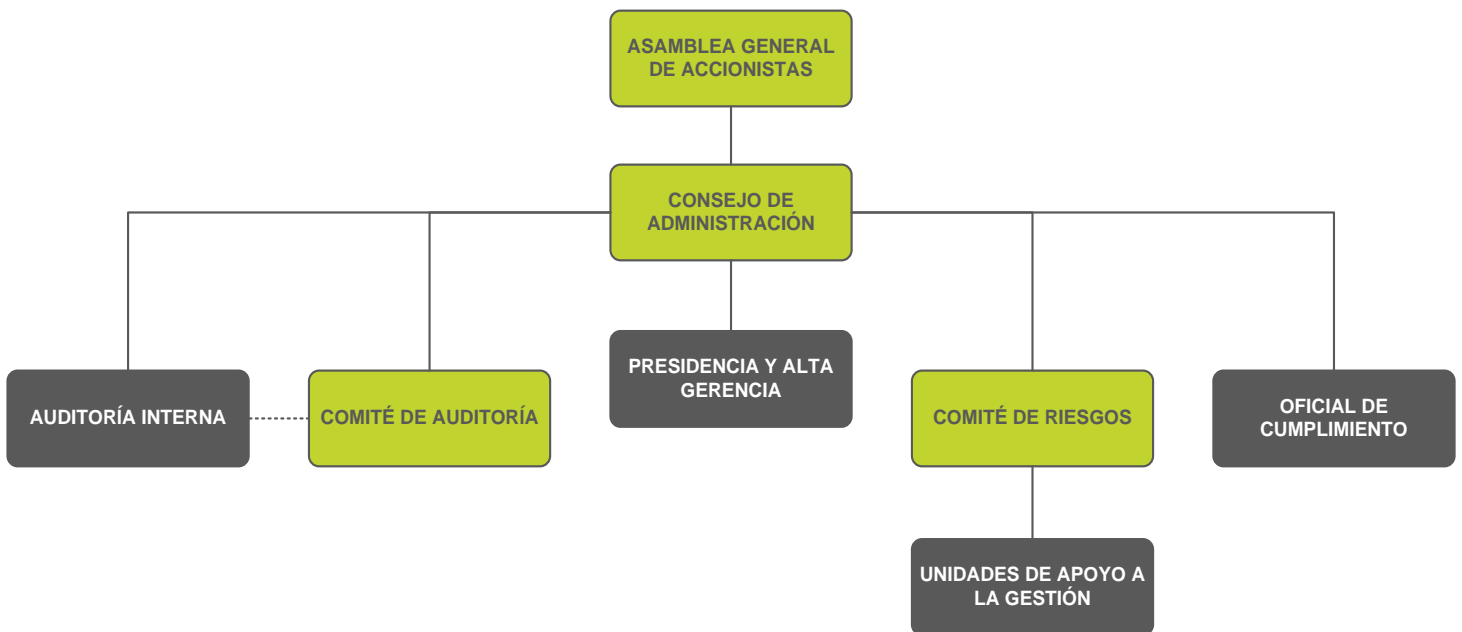 ASAMBLEA GENERAL
DE ACCIONISTAS
CONSEJO DE
ADMINISTRACIÓN
PRESIDENCIA Y ALTA
GERENCIA
AUDITORÍA INTERNA
COMITÉ DE AUDITORÍA
COMITÉ DE RIESGOS
OFICIAL DE
CUMPLIMIENTO
UNIDADES DE APOYO A
LA GESTIÓN